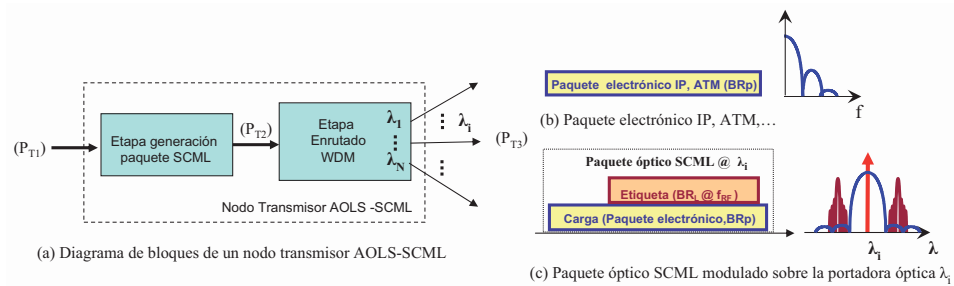 (P_T1)
Etapa generación
paquete SCML
(P_T2)
Etapa
Enrutado
WDM
λ_1
λ_N
λ_i
(P_T3)
Nodo Transmisor AOLS -SCML
(a) Diagrama de bloques de un nodo transmisor AOLS-SCML
Paquete electrónico IP, ATM (BRp)
f
(b) Paquete electrónico IP, ATM,…
Paquete óptico SCML @ λ_i
Etiqueta (BR_L @ f_RF)
Carga (Paquete electrónico,BRp)
λ_i
λ
(c) Paquete óptico SCML modulado sobre la portadora óptica λ_i